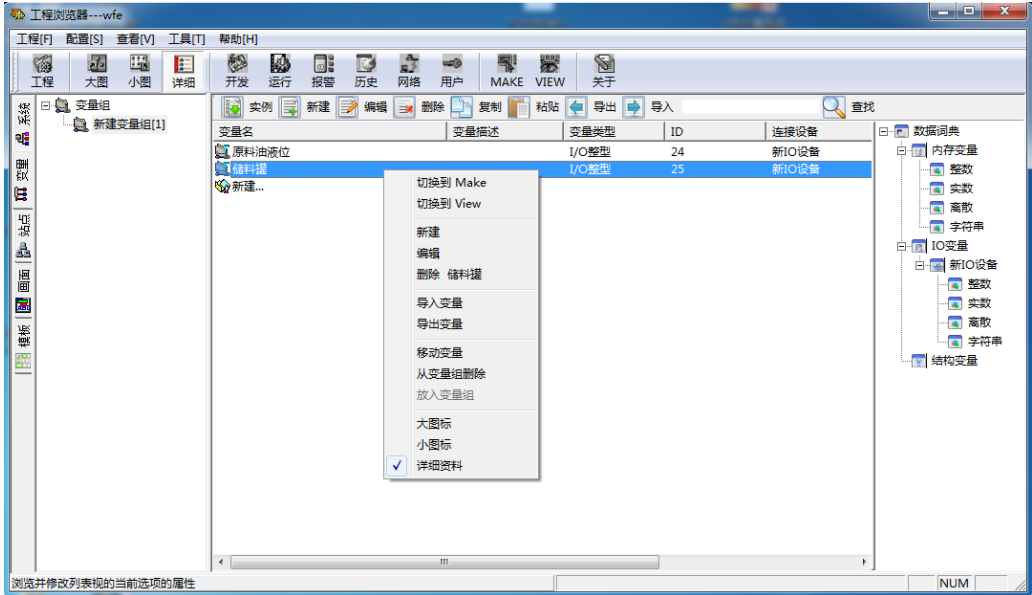 工程浏览器---wfe
工程[F] 配置[S] 查看[V] 工具[T] 帮助[H]
工程 大图 小图 详细 开发 运行 报警 历史 网络 用户 MAKE VIEW 关于
系统
变量
站点
画面
模板
变量组
新建变量组[1]
实例 新建 编辑 删除 复制 粘贴 导出 导入 查找
变量名 变量描述 变量类型 ID 连接设备
原料油液位 I/O整型 24 新IO设备
储料罐 I/O整型 25 新IO设备
新建...
切换到 Make
切换到 View
新建
编辑
删除 储料罐
导入变量
导出变量
移动变量
从变量组删除
放入变量组
大图标
小图标
详细资料
数据词典
内存变量
整数
实数
离散
字符串
IO变量
新IO设备
整数
实数
离散
字符串
结构变量
浏览并修改列表视的当前选项的属性 NUM